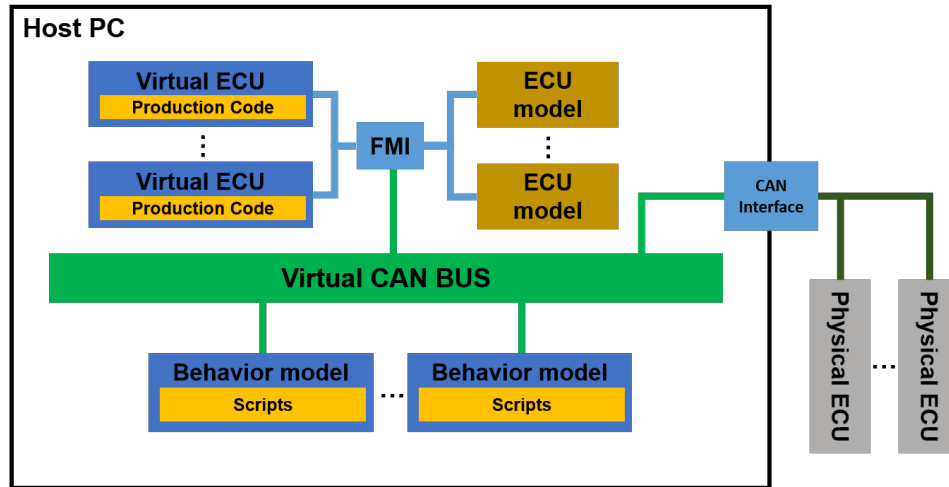 Host PC
Virtual ECU
Production Code
⋮
Virtual ECU
Production Code
FMI
ECU
model
⋮
ECU
model
CAN
Interface
Virtual CAN BUS
Behavior model
Scripts
...
Behavior model
Scripts
Physical ECU
...
Physical ECU